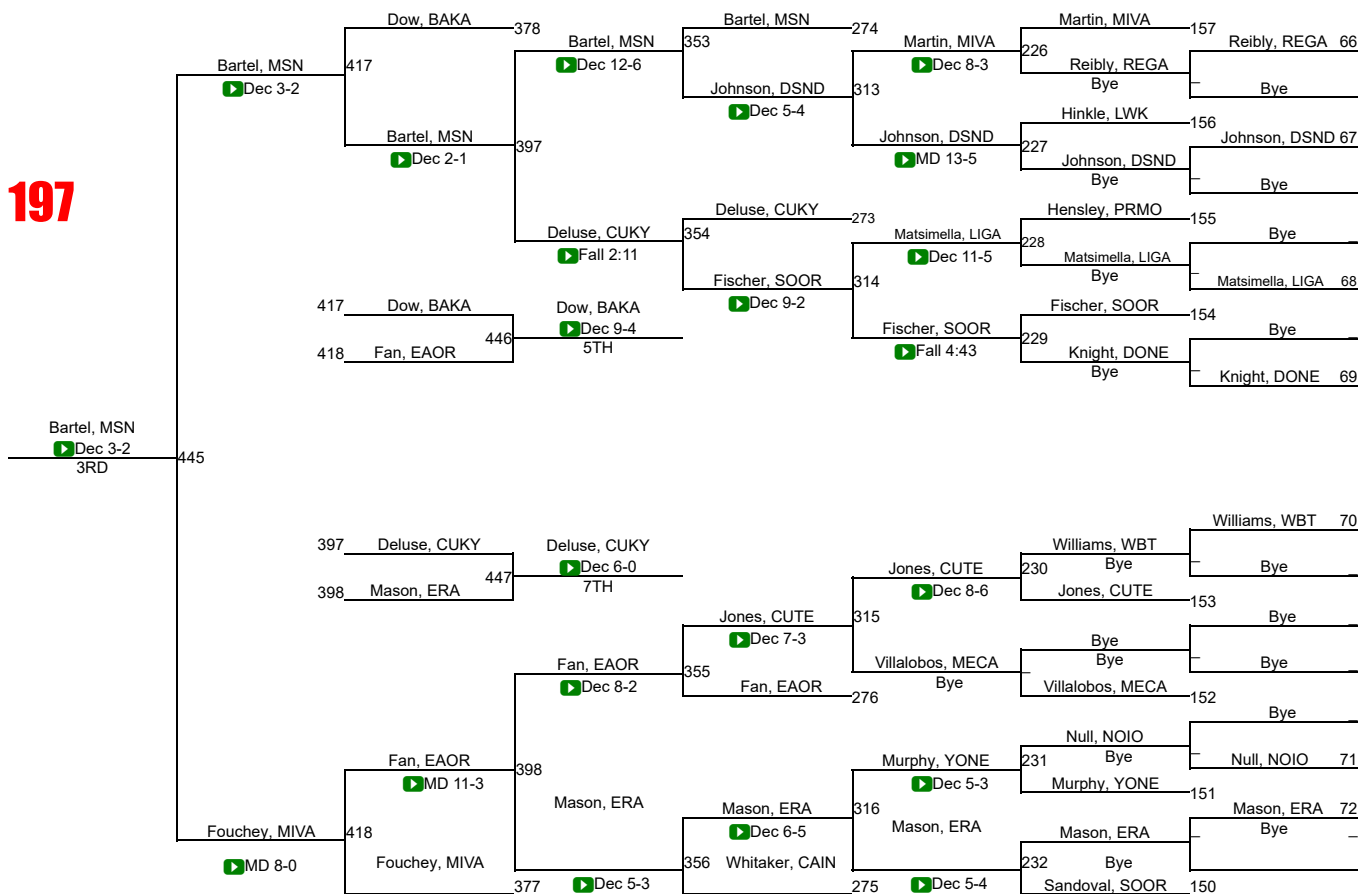 Dow, BAKA
378
Bartel, MSN
274
Martin, MIVA
157
Bartel, MSN
353
Martin, MIVA
226
Reibly, REGA 66
Bartel, MSN
417
Dec 12-6
Dec 8-3
Reibly, REGA
Bye
_
Bye
Dec 3-2
Johnson, DSND
313
Dec 5-4
Hinkle, LWK
156
Bartel, MSN
397
Johnson, DSND
227
Johnson, DSND 67
Dec 2-1
MD 13-5
Johnson, DSND
Bye
_
Bye
197
Deluse, CUKY
273
Hensley, PRMO
155
Deluse, CUKY
354
Matsimella, LIGA
228
Bye _
Fall 2:11
Dec 11-5
Matsimella, LIGA
Bye
_
Matsimella, LIGA 68
Fischer, SOOR
314
Dec 9-2
417 Dow, BAKA
Dow, BAKA
Fischer, SOOR
154
446
Dec 9-4
5TH
Fischer, SOOR
229
Bye _
418 Fan, EAOR
Fall 4:43
Knight, DONE
Bye
_
Knight, DONE 69
Bartel, MSN
Dec 3-2
3RD
445
Williams, WBT 70
397 Deluse, CUKY
Deluse, CUKY
Williams, WBT
Bye
_
447
Dec 6-0
7TH
Jones, CUTE
230
Bye _
398 Mason, ERA
Dec 8-6
Jones, CUTE
153
Jones, CUTE
315
Bye _
Dec 7-3
Bye
Bye
_
Bye _
Fan, EAOR
355
Villalobos, MECA
Bye
_
Dec 8-2
Fan, EAOR
276
Villalobos, MECA
152
Bye _
Null, NOIO
Bye
_
Fan, EAOR
398
Murphy, YONE
231
Null, NOIO 71
MD 11-3
Dec 5-3
Murphy, YONE
151
Mason, ERA
Mason, ERA
316
Mason, ERA 72
Fouchey, MIVA
418
Dec 6-5
Mason, ERA
Mason, ERA
_
Bye _
MD 8-0
Fouchey, MIVA
377
Dec 5-3
356
Whitaker, CAIN
275
Dec 5-4
232
Bye
Sandoval, SOOR
150